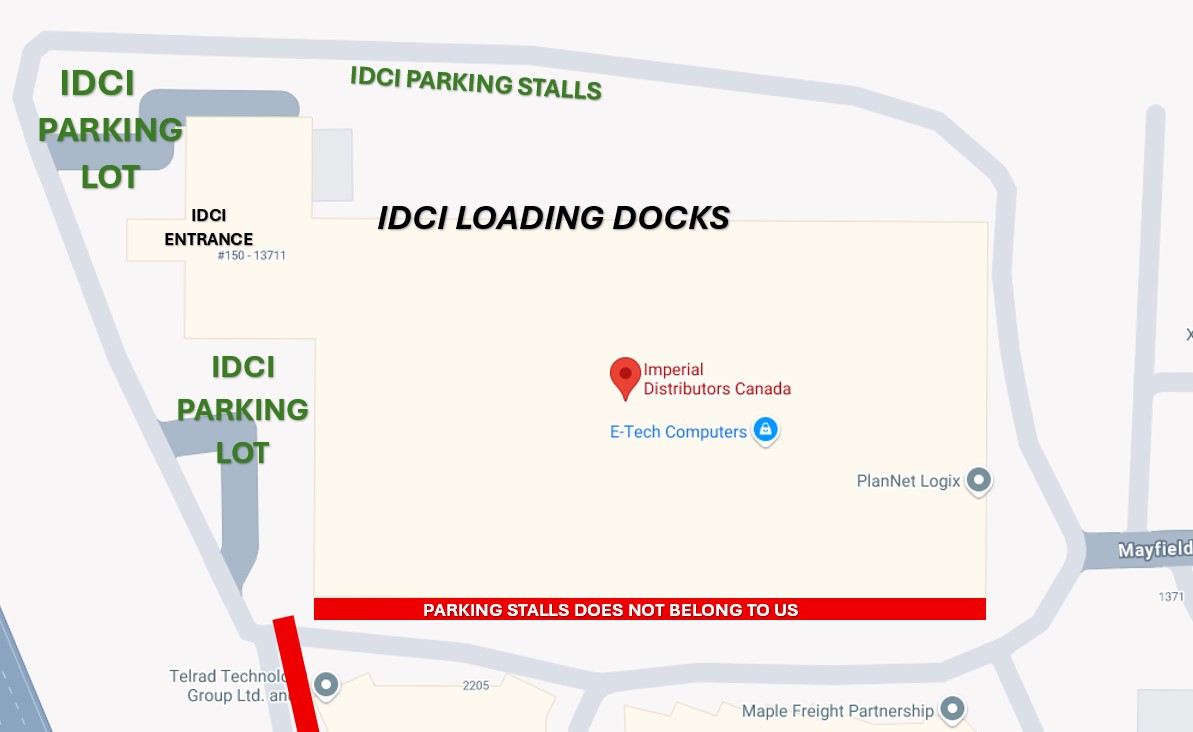 IDCI
PARKING
LOT
IDCI PARKING STALLS
IDCI LOADING DOCKS
IDCI
ENTRANCE
#150 - 13711
IDCI
PARKING
LOT
Imperial
Distributors Canada
E-Tech Computers
PlanNet Logix
Mayfield
1371
PARKING STALLS DOES NOT BELONG TO US
Telrad Technolo
Group Ltd. an
2205
Maple Freight Partnership
X